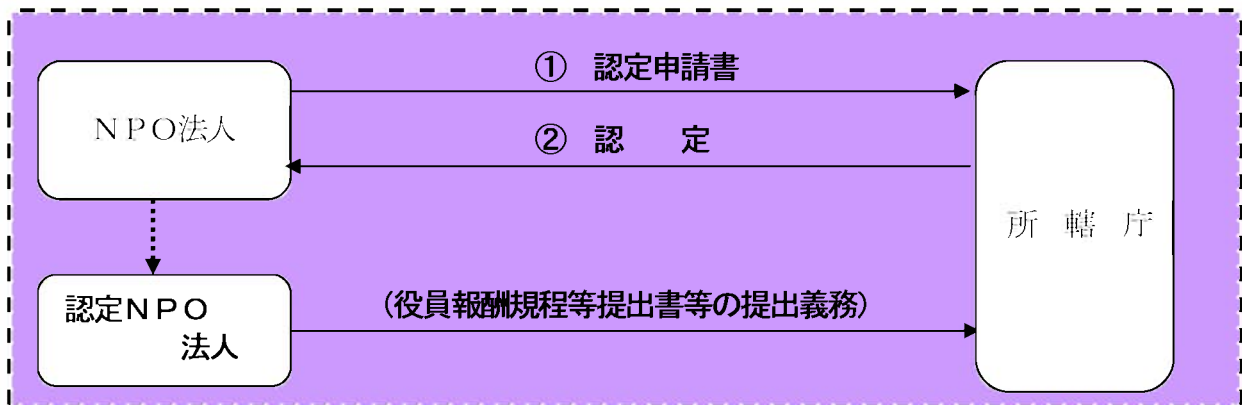 ① 認定申請書
NPO法人
② 認 定
所 轄 庁
認定NPO
法人
(役員報酬規程等提出書等の提出義務)